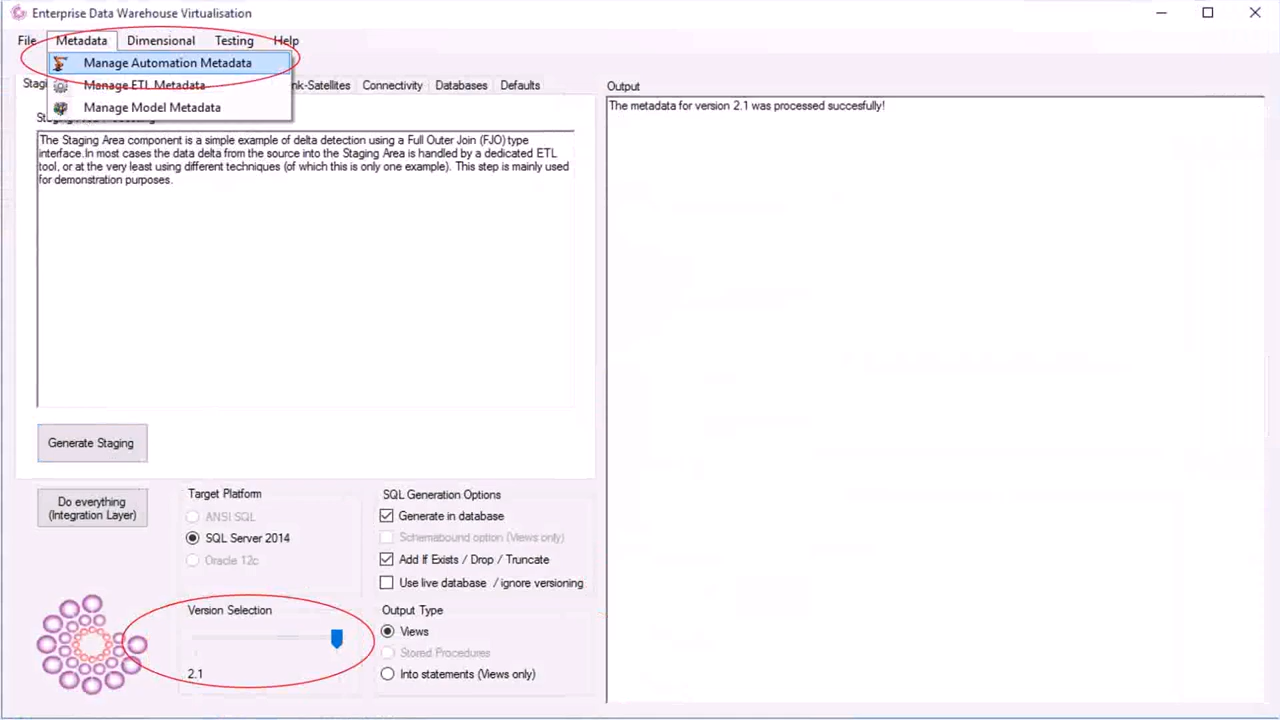 Enterprise Data Warehouse Virtualisation
File Metadata Dimensional Testing Help
Manage Automation Metadata
Manage ETL Metadata
Manage Model Metadata
Connectivity Databases Defaults
The Staging Area component is a simple example of delta detection using a Full Outer Join (FJO) type
interface.In most cases the data delta from the source into the Staging Area is handled by a dedicated ETL
tool, or at the very least using different techniques (of which this is only one example). This step is mainly used
for demonstration purposes.
Generate Staging
Do everything
(Integration Layer)
Target Platform
ANSI SQL
SQL Server 2014
Oracle 12c
Version Selection
2.1
SQL Generation Options
Generate in database
Schemabound option (Views only)
Add If Exists / Drop / Truncate
Use live database / ignore versioning
Output Type
Views
Stored Procedures
Into statements (Views only)
Output
The metadata for version 2.1 was processed succesfully!